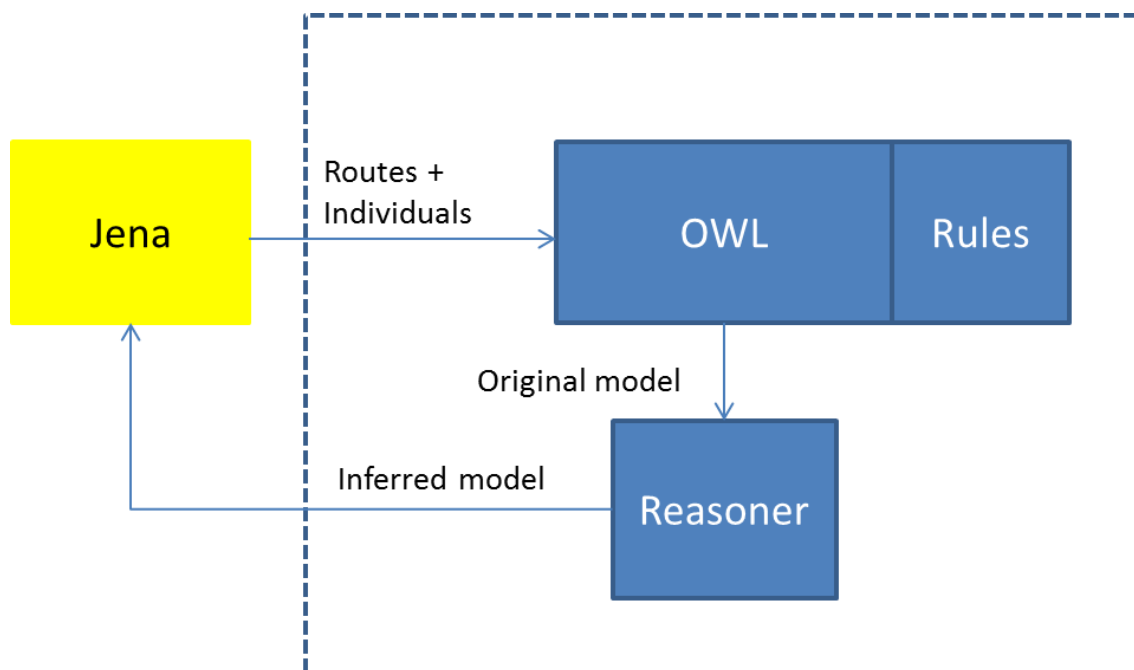 Routes +
Individuals
Jena
OWL
Rules
Original model
Inferred model
Reasoner